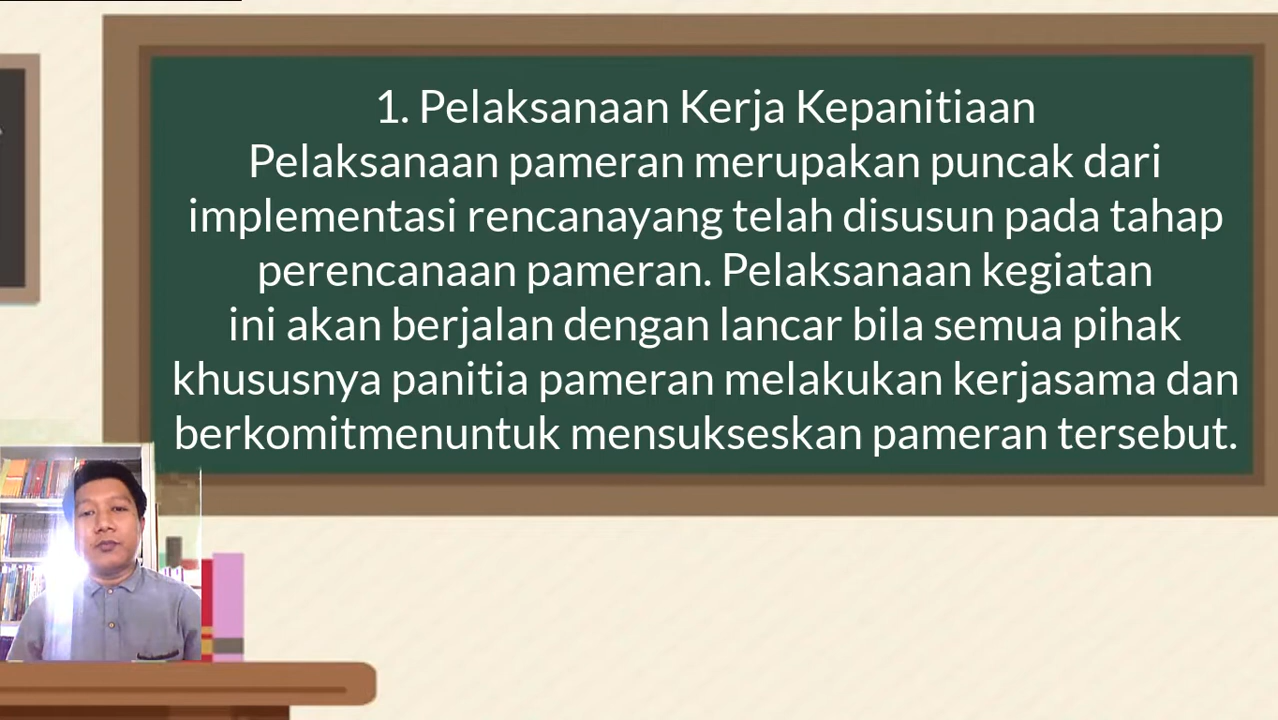 1. Pelaksanaan Kerja Kepanitiaan
Pelaksanaan pameran merupakan puncak dari
implementasi rencanayang telah disusun pada tahap
perencanaan pameran. Pelaksanaan kegiatan
ini akan berjalan dengan lancar bila semua pihak
khususnya panitia pameran melakukan kerjasama dan
berkomitmenuntuk mensukseskan pameran tersebut.